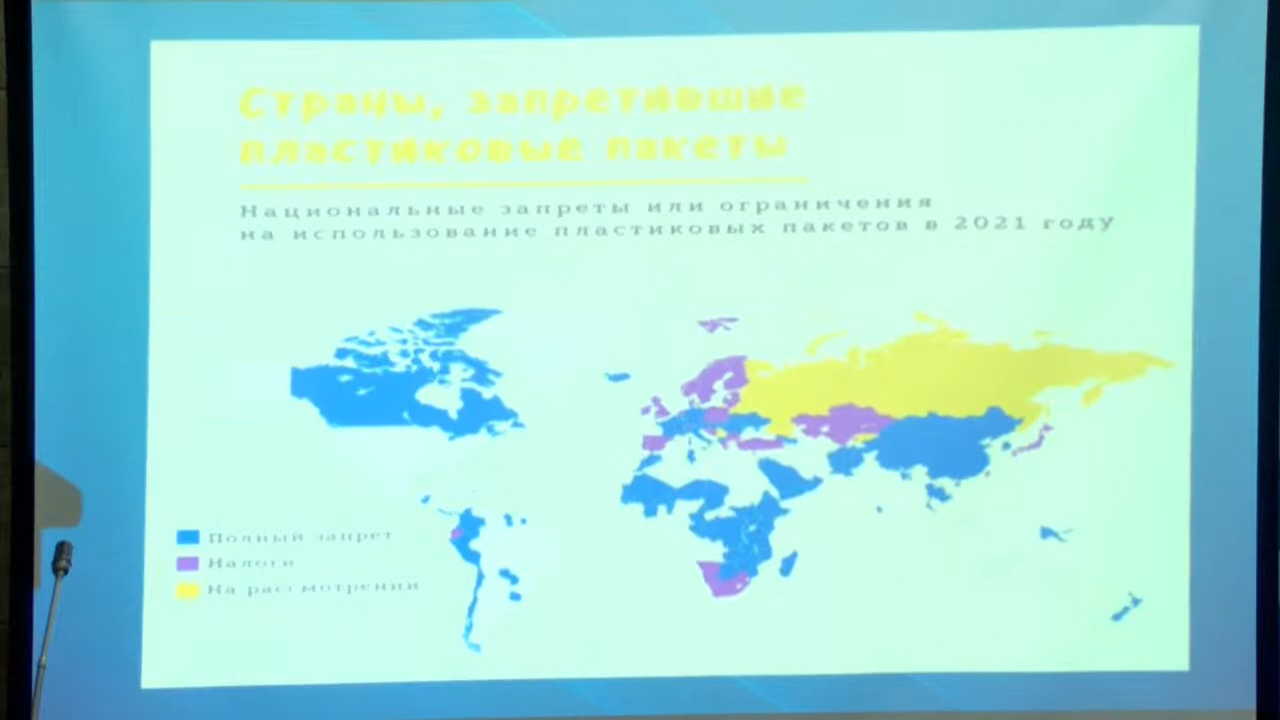 Страны, запретившие
пластиковые пакеты
Национальные запреты или ограничения
на использование пластиковых пакетов в 2021 году
Полный запрет
Налоги
На рассмотрении